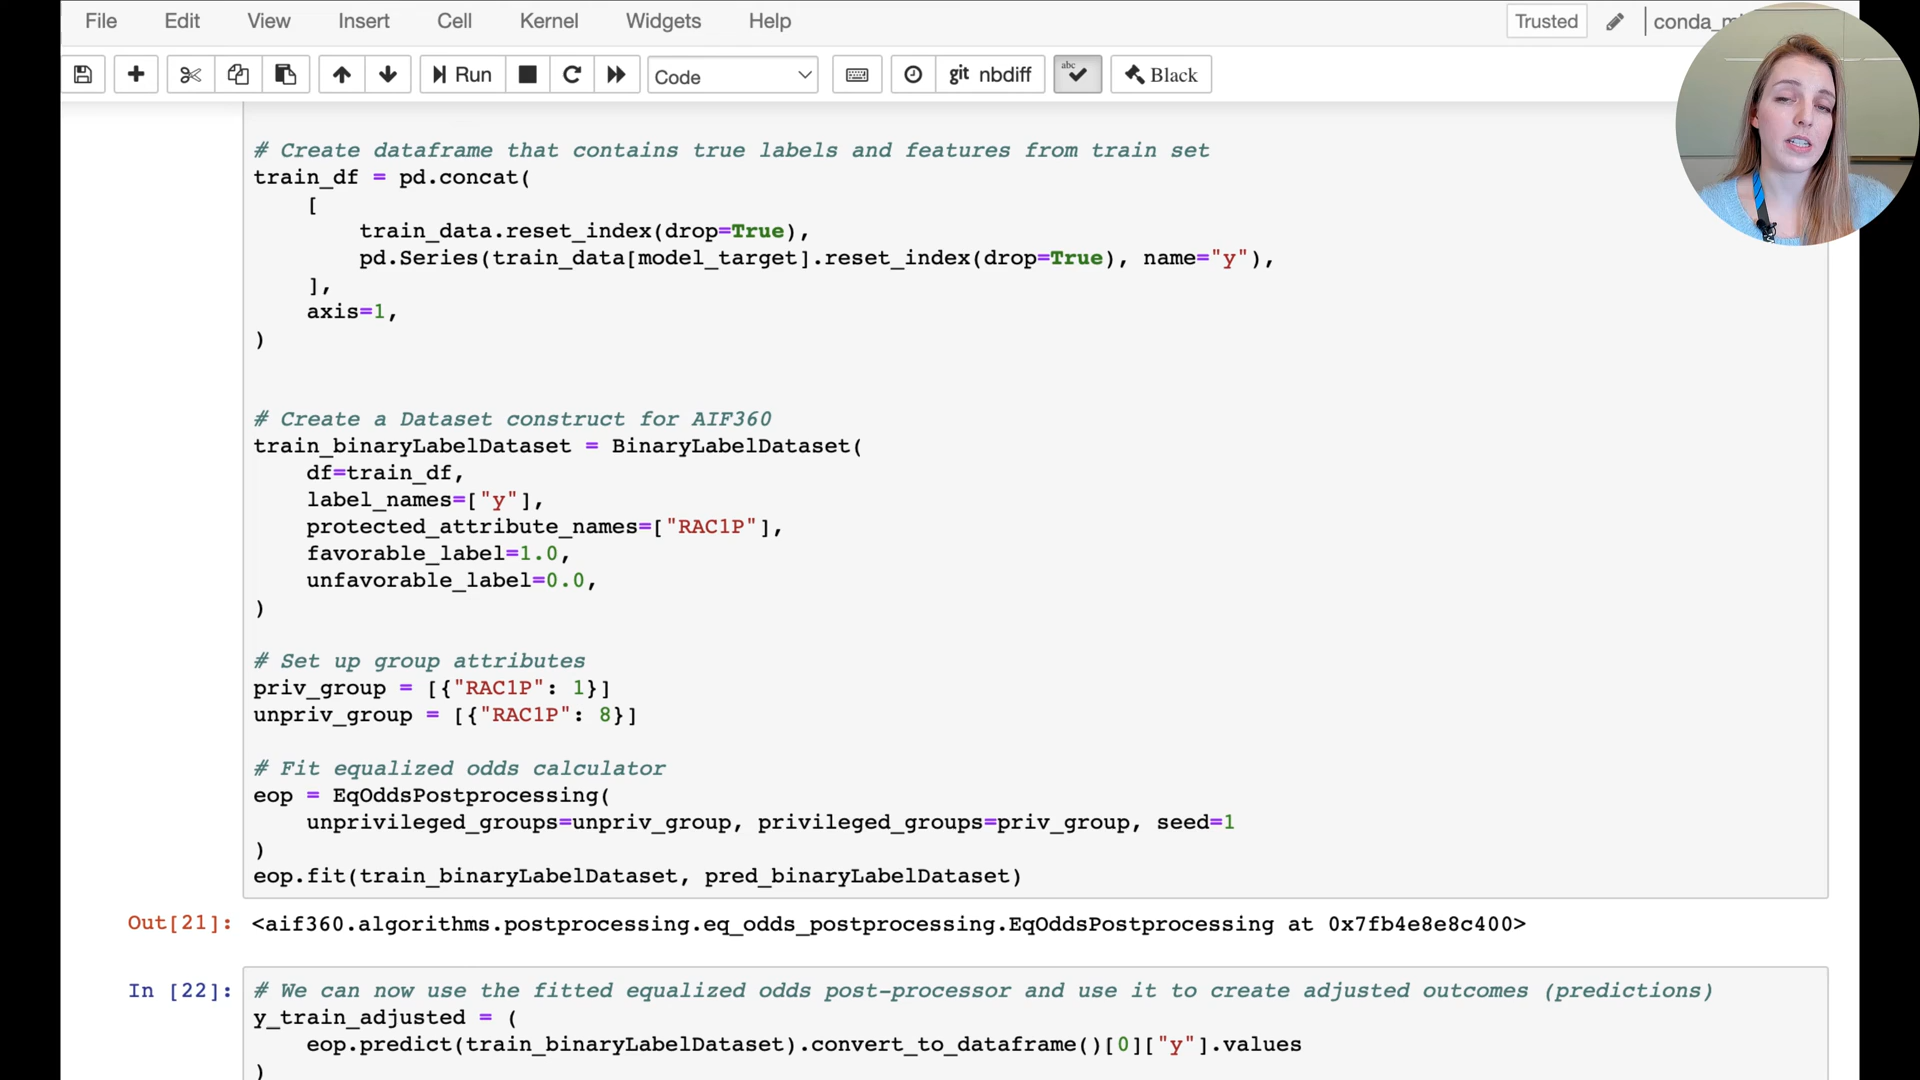 File Edit View Insert Cell Kernel Widgets Help Trusted
Run Code git nbdiff abc Black
# Create dataframe that contains true labels and features from train set
train_df = pd.concat(
[
train_data.reset_index(drop=True),
pd.Series(train_data[model_target].reset_index(drop=True), name="y"),
],
axis=1,
)
# Create a Dataset construct for AIF360
train_binaryLabelDataset = BinaryLabelDataset(
df=train_df,
label_names=["y"],
protected_attribute_names=["RAC1P"],
favorable_label=1.0,
unfavorable_label=0.0,
)
# Set up group attributes
priv_group = [{"RAC1P": 1}]
unpriv_group = [{"RAC1P": 8}]
# Fit equalized odds calculator
eop = EqOddsPostprocessing(
unprivileged_groups=unpriv_group, privileged_groups=priv_group, seed=1
)
eop.fit(train_binaryLabelDataset, pred_binaryLabelDataset)
Out[21]: <aif360.algorithms.postprocessing.eq_odds_postprocessing.EqOddsPostprocessing at 0x7fb4e8e8c400>
In [22]: # We can now use the fitted equalized odds post-processor and use it to create adjusted outcomes (predictions)
y_train_adjusted = (
eop.predict(train_binaryLabelDataset).convert_to_dataframe()[0]["y"].values
)